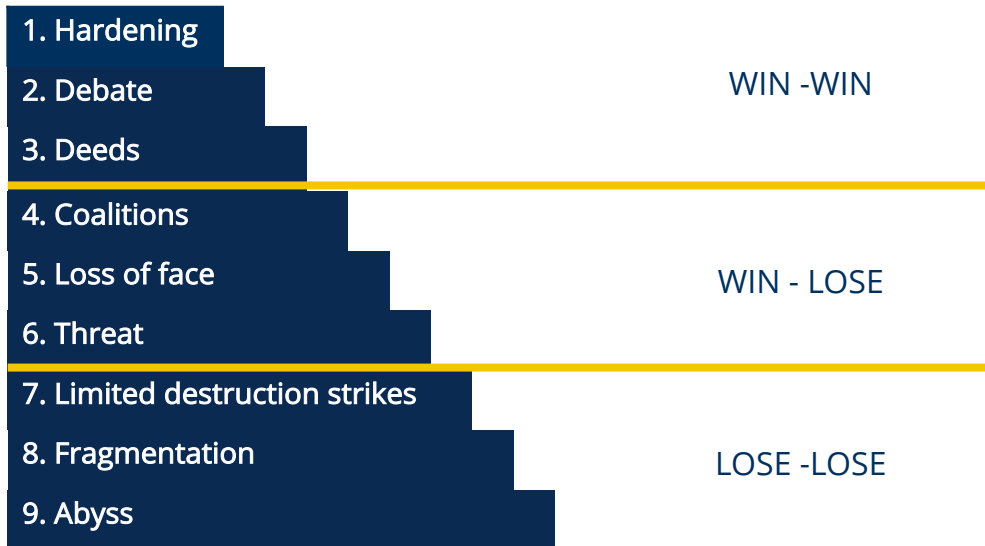 1. Hardening
2. Debate
3. Deeds
WIN -WIN
4. Coalitions
5. Loss of face
6. Threat
WIN - LOSE
7. Limited destruction strikes
8. Fragmentation
9. Abyss
LOSE -LOSE